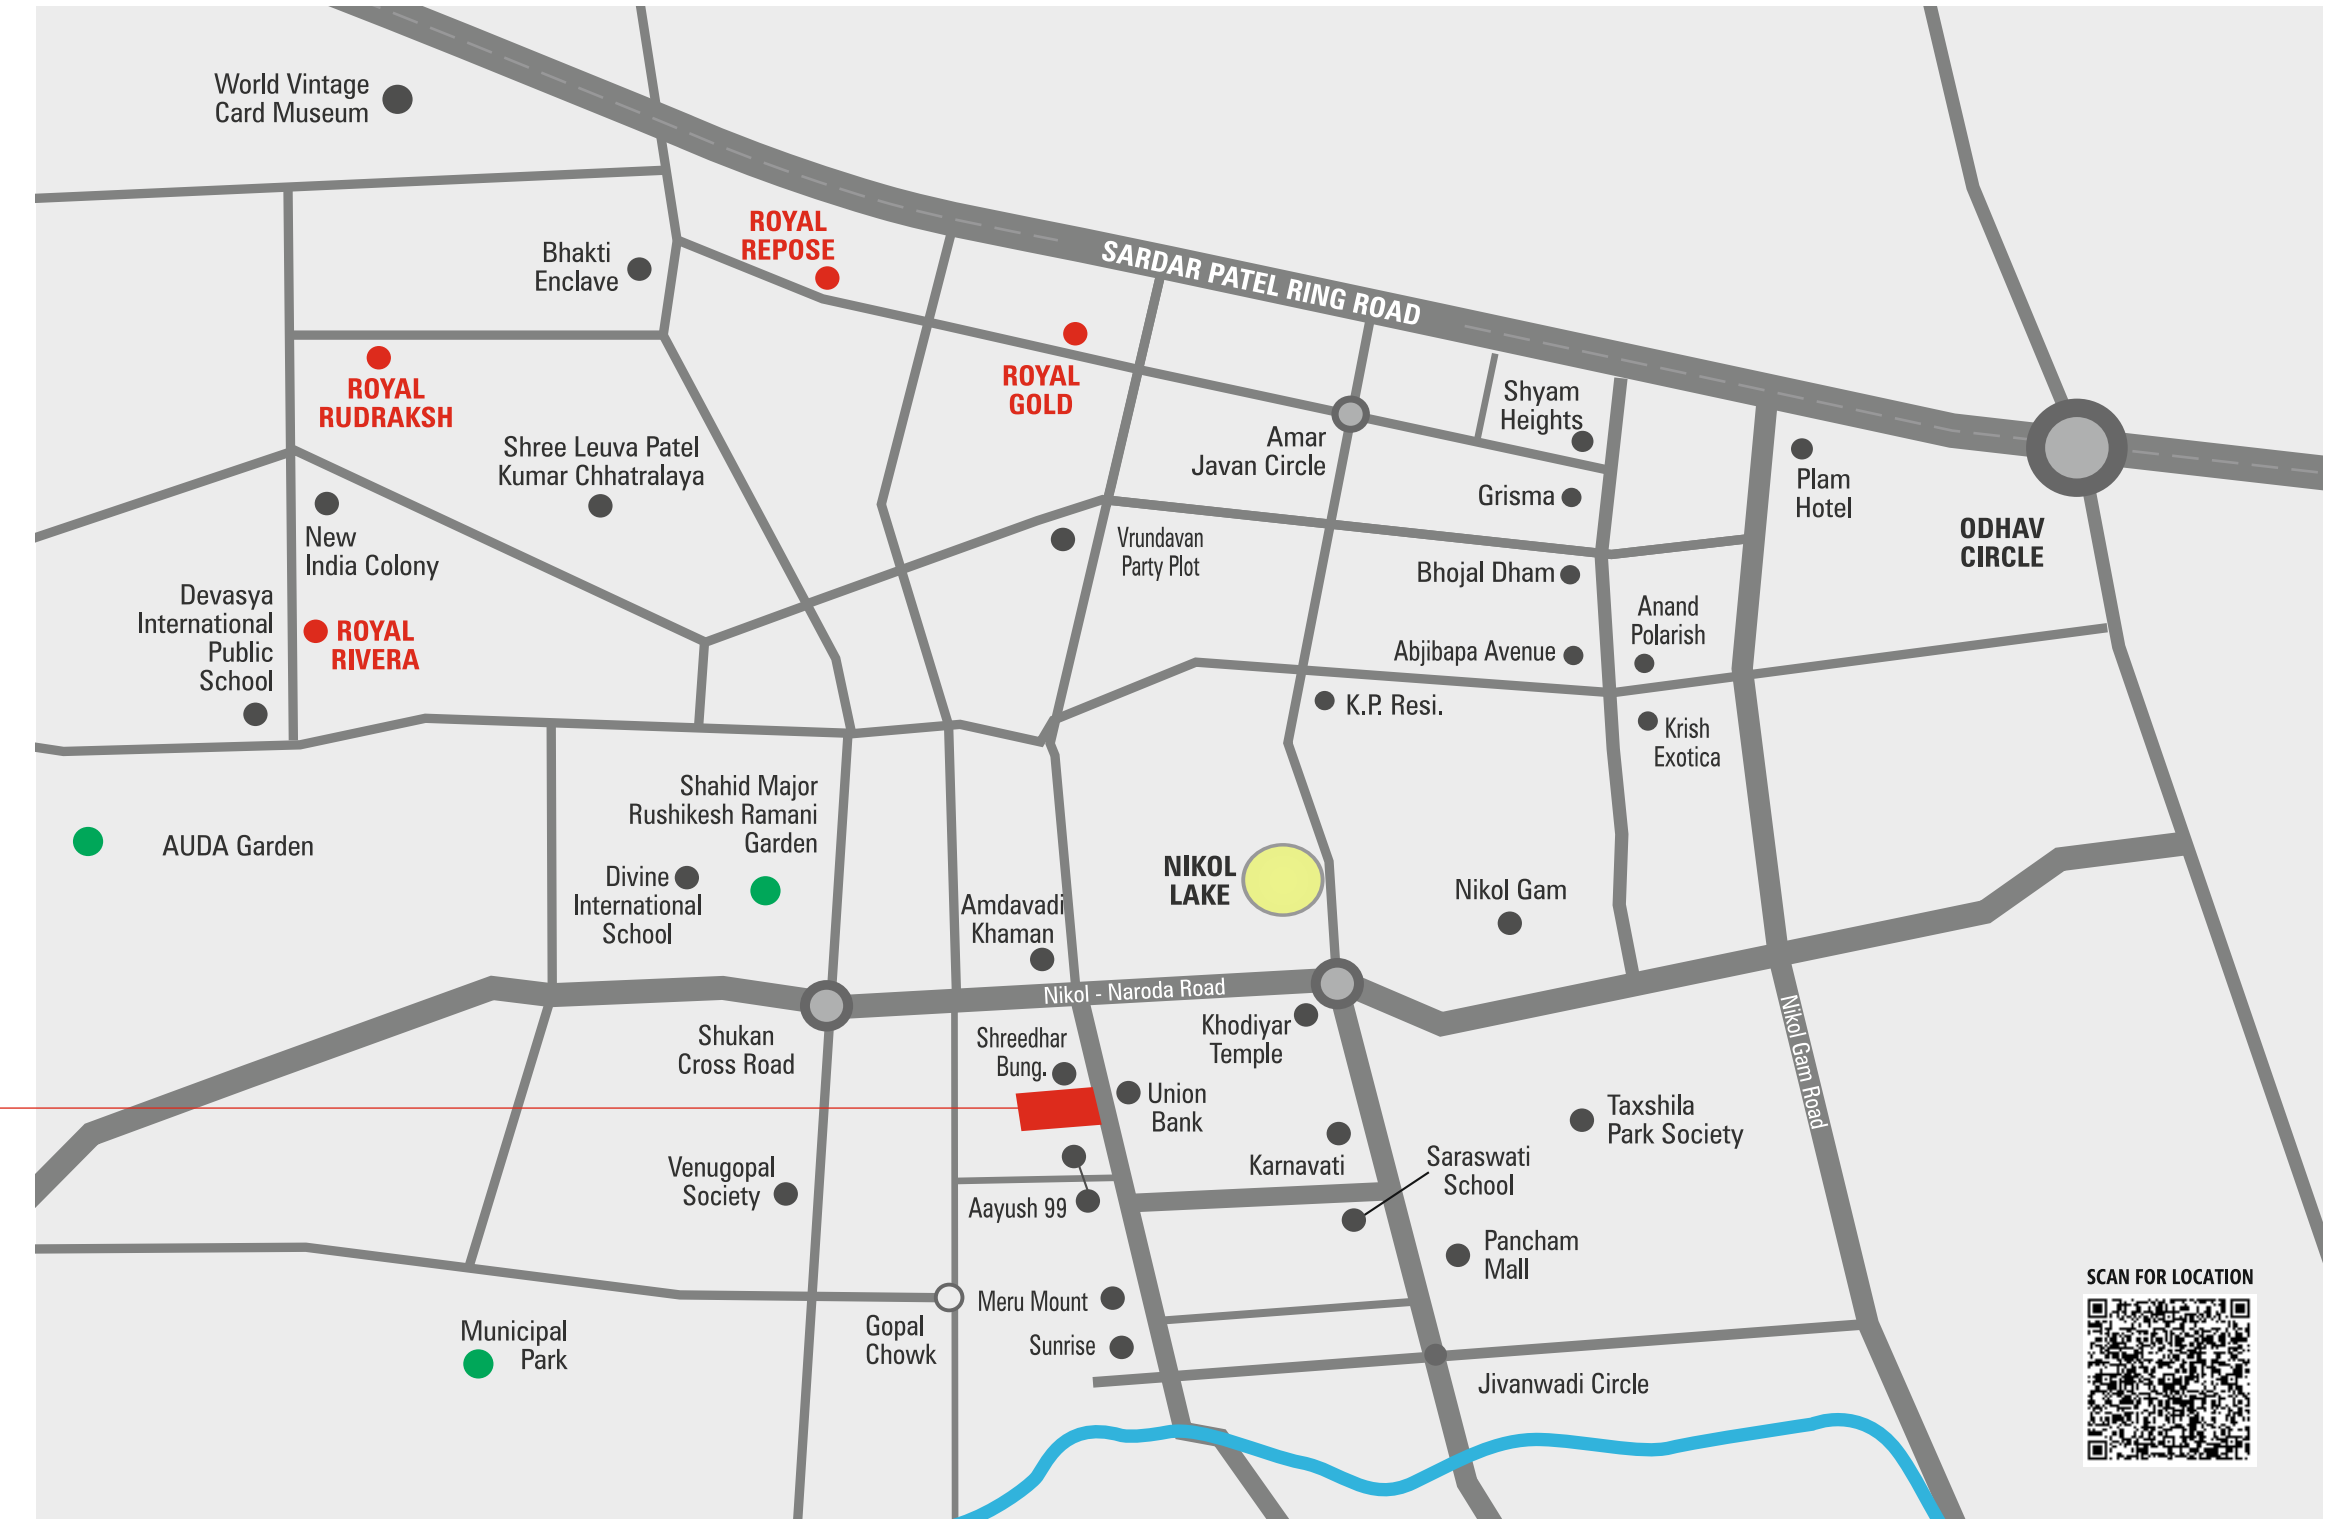 World Vintage
Card Museum
ROYAL
REPOSE
Bhakti
Enclave
SARDAR PATEL RING ROAD
ROYAL
RUDRAKSH
ROYAL
GOLD
Shyam
Heights
Shree Leuva Patel
Kumar Chhatralaya
Amar
Javan Circle
Grisma
Plam
Hotel
ODHAV
CIRCLE
New
India Colony
Vrundavan
Party Plot
Bhojal Dham
Devasya
International
Public
School
ROYAL
RIVERA
Anand
Polarish
Abjibapa Avenue
K.P. Resi.
Krish
Exotica
Shahid Major
Rushikesh Ramani
Garden
AUDA Garden
Divine
International
School
NIKOL
LAKE
Nikol Gam
Amdavadi
Khaman
Nikol - Naroda Road
Nikol Gam Road
Shukan
Cross Road
Shreedhar
Bung.
Khodiyar
Temple
Union
Bank
Taxshila
Park Society
Karnavati
Saraswati
School
Venugopal
Society
Aayush 99
Pancham
Mall
Meru Mount
Sunrise
Gopal
Chowk
Municipal
Park
Jivanwadi Circle
SCAN FOR LOCATION